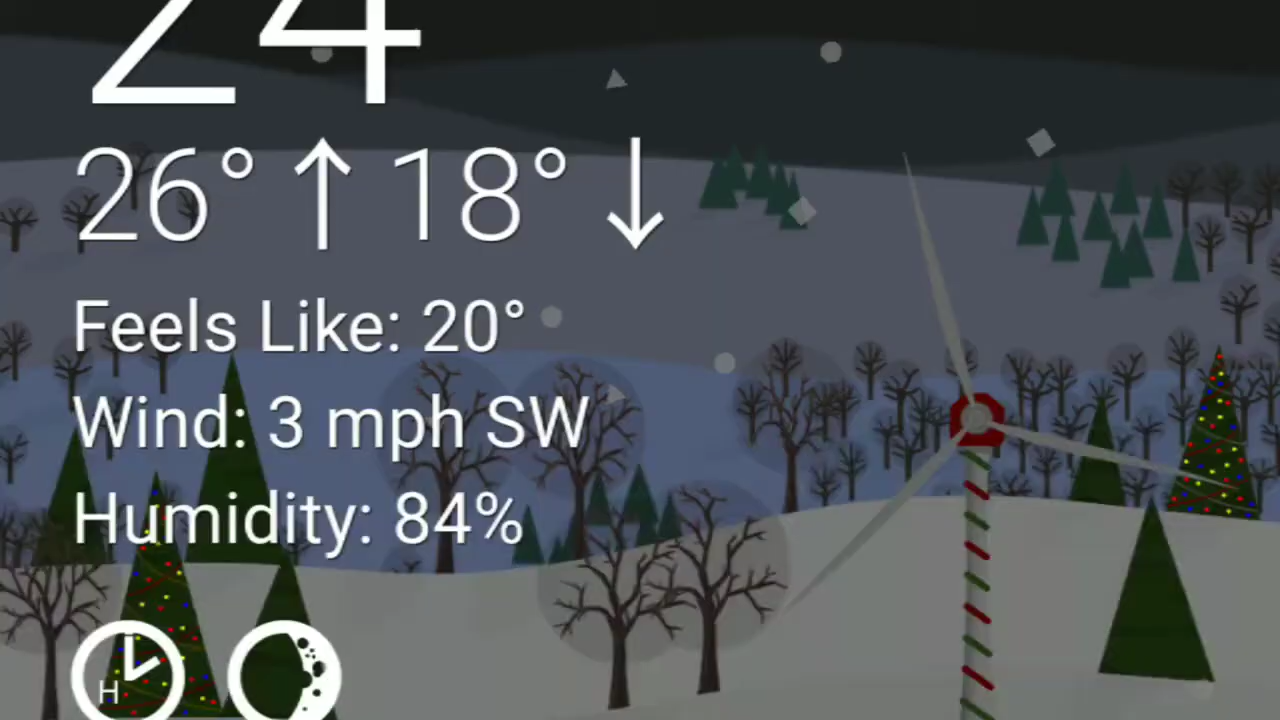 24
26° ↑ 18° ↓
Feels Like: 20°
Wind: 3 mph SW
Humidity: 84%
H